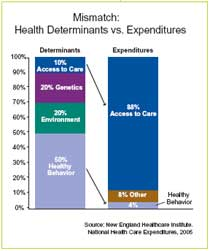 Mismatch:
Health Determinants vs. Expenditures
Determinants
Expenditures
100%
90%
80%
70%
60%
50%
40%
30%
20%
10%
0%
10%
Access to Care
20% Genetics
20%
Environment
50%
Healthy
Behavior
88%
Access to Care
8% Other
4%
Healthy
Behavior
Source: New England Healthcare Institute.
National Health Care Expenditures, 2005